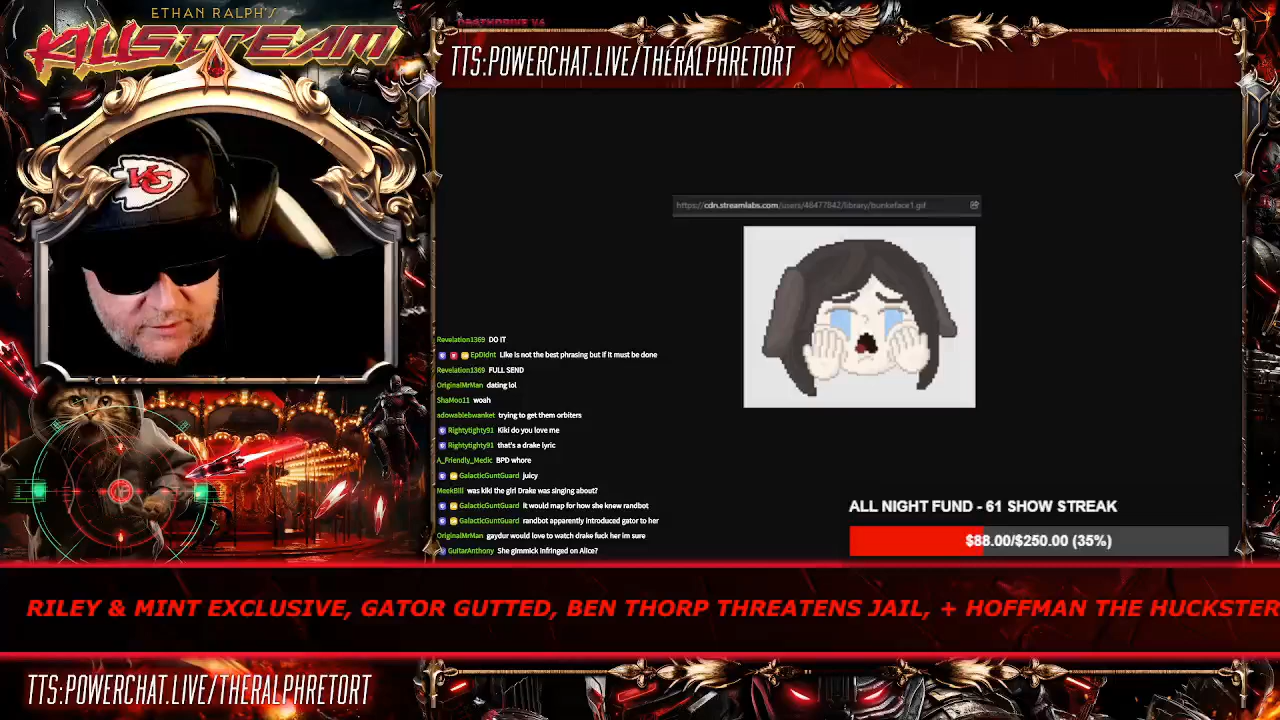 ETHAN RALPH'S
KILLSTREAM
TTS:POWERCHAT.LIVE/THERALPHRETORT
https://cdn.streamlabs.com/users/46477842/library/bunkeface1.gif
KC
Revelation1369 DO IT
EpDidnt Like is not the best phrasing but if it must be done
Revelation1369 FULL SEND
OriginalMrMan dating lol
ShaMoo11 woah
adowablebwanket trying to get them orbiters
Rightytighty91 Kiki do you love me
Rightytighty91 that's a drake lyric
A_Friendly_Medic BPD whore
GalacticGuntGuard juicy
MeekBill was kiki the girl Drake was singing about?
GalacticGuntGuard It would map for how she knew randbot
GalacticGuntGuard randbot apparently introduced gator to her
OriginalMrMan gaydur would love to watch drake fuck her im sure
GuitarAnthony She gimmick infringed on Alice?
ALL NIGHT FUND - 61 SHOW STREAK
$88.00/$250.00 (35%)
RILEY & MINT EXCLUSIVE, GATOR GUTTED, BEN THORP THREATENS JAIL, + HOFFMAN THE HUCKSTER
TTS:POWERCHAT.LIVE/THERALPHRETORT